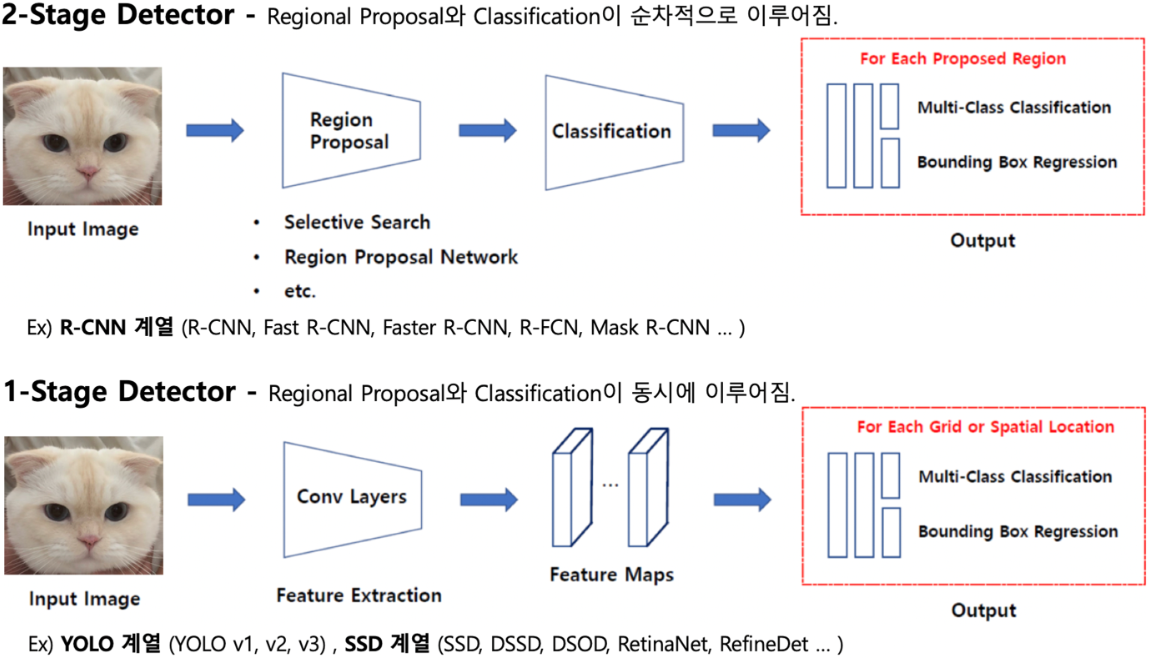 2-Stage Detector - Regional Proposal와 Classification이 순차적으로 이루어짐.
For Each Proposed Region
Region
Proposal
Classification
Multi-Class Classification
Bounding Box Regression
Input Image
Output
• Selective Search
• Region Proposal Network
• etc.
Ex) R-CNN 계열 (R-CNN, Fast R-CNN, Faster R-CNN, R-FCN, Mask R-CNN ... )
1-Stage Detector - Regional Proposal와 Classification이 동시에 이루어짐.
For Each Grid or Spatial Location
Conv Layers
...
Multi-Class Classification
Bounding Box Regression
Feature Maps
Input Image
Feature Extraction
Output
Ex) YOLO 계열 (YOLO v1, v2, v3) , SSD 계열 (SSD, DSSD, DSOD, RetinaNet, RefineDet ... )